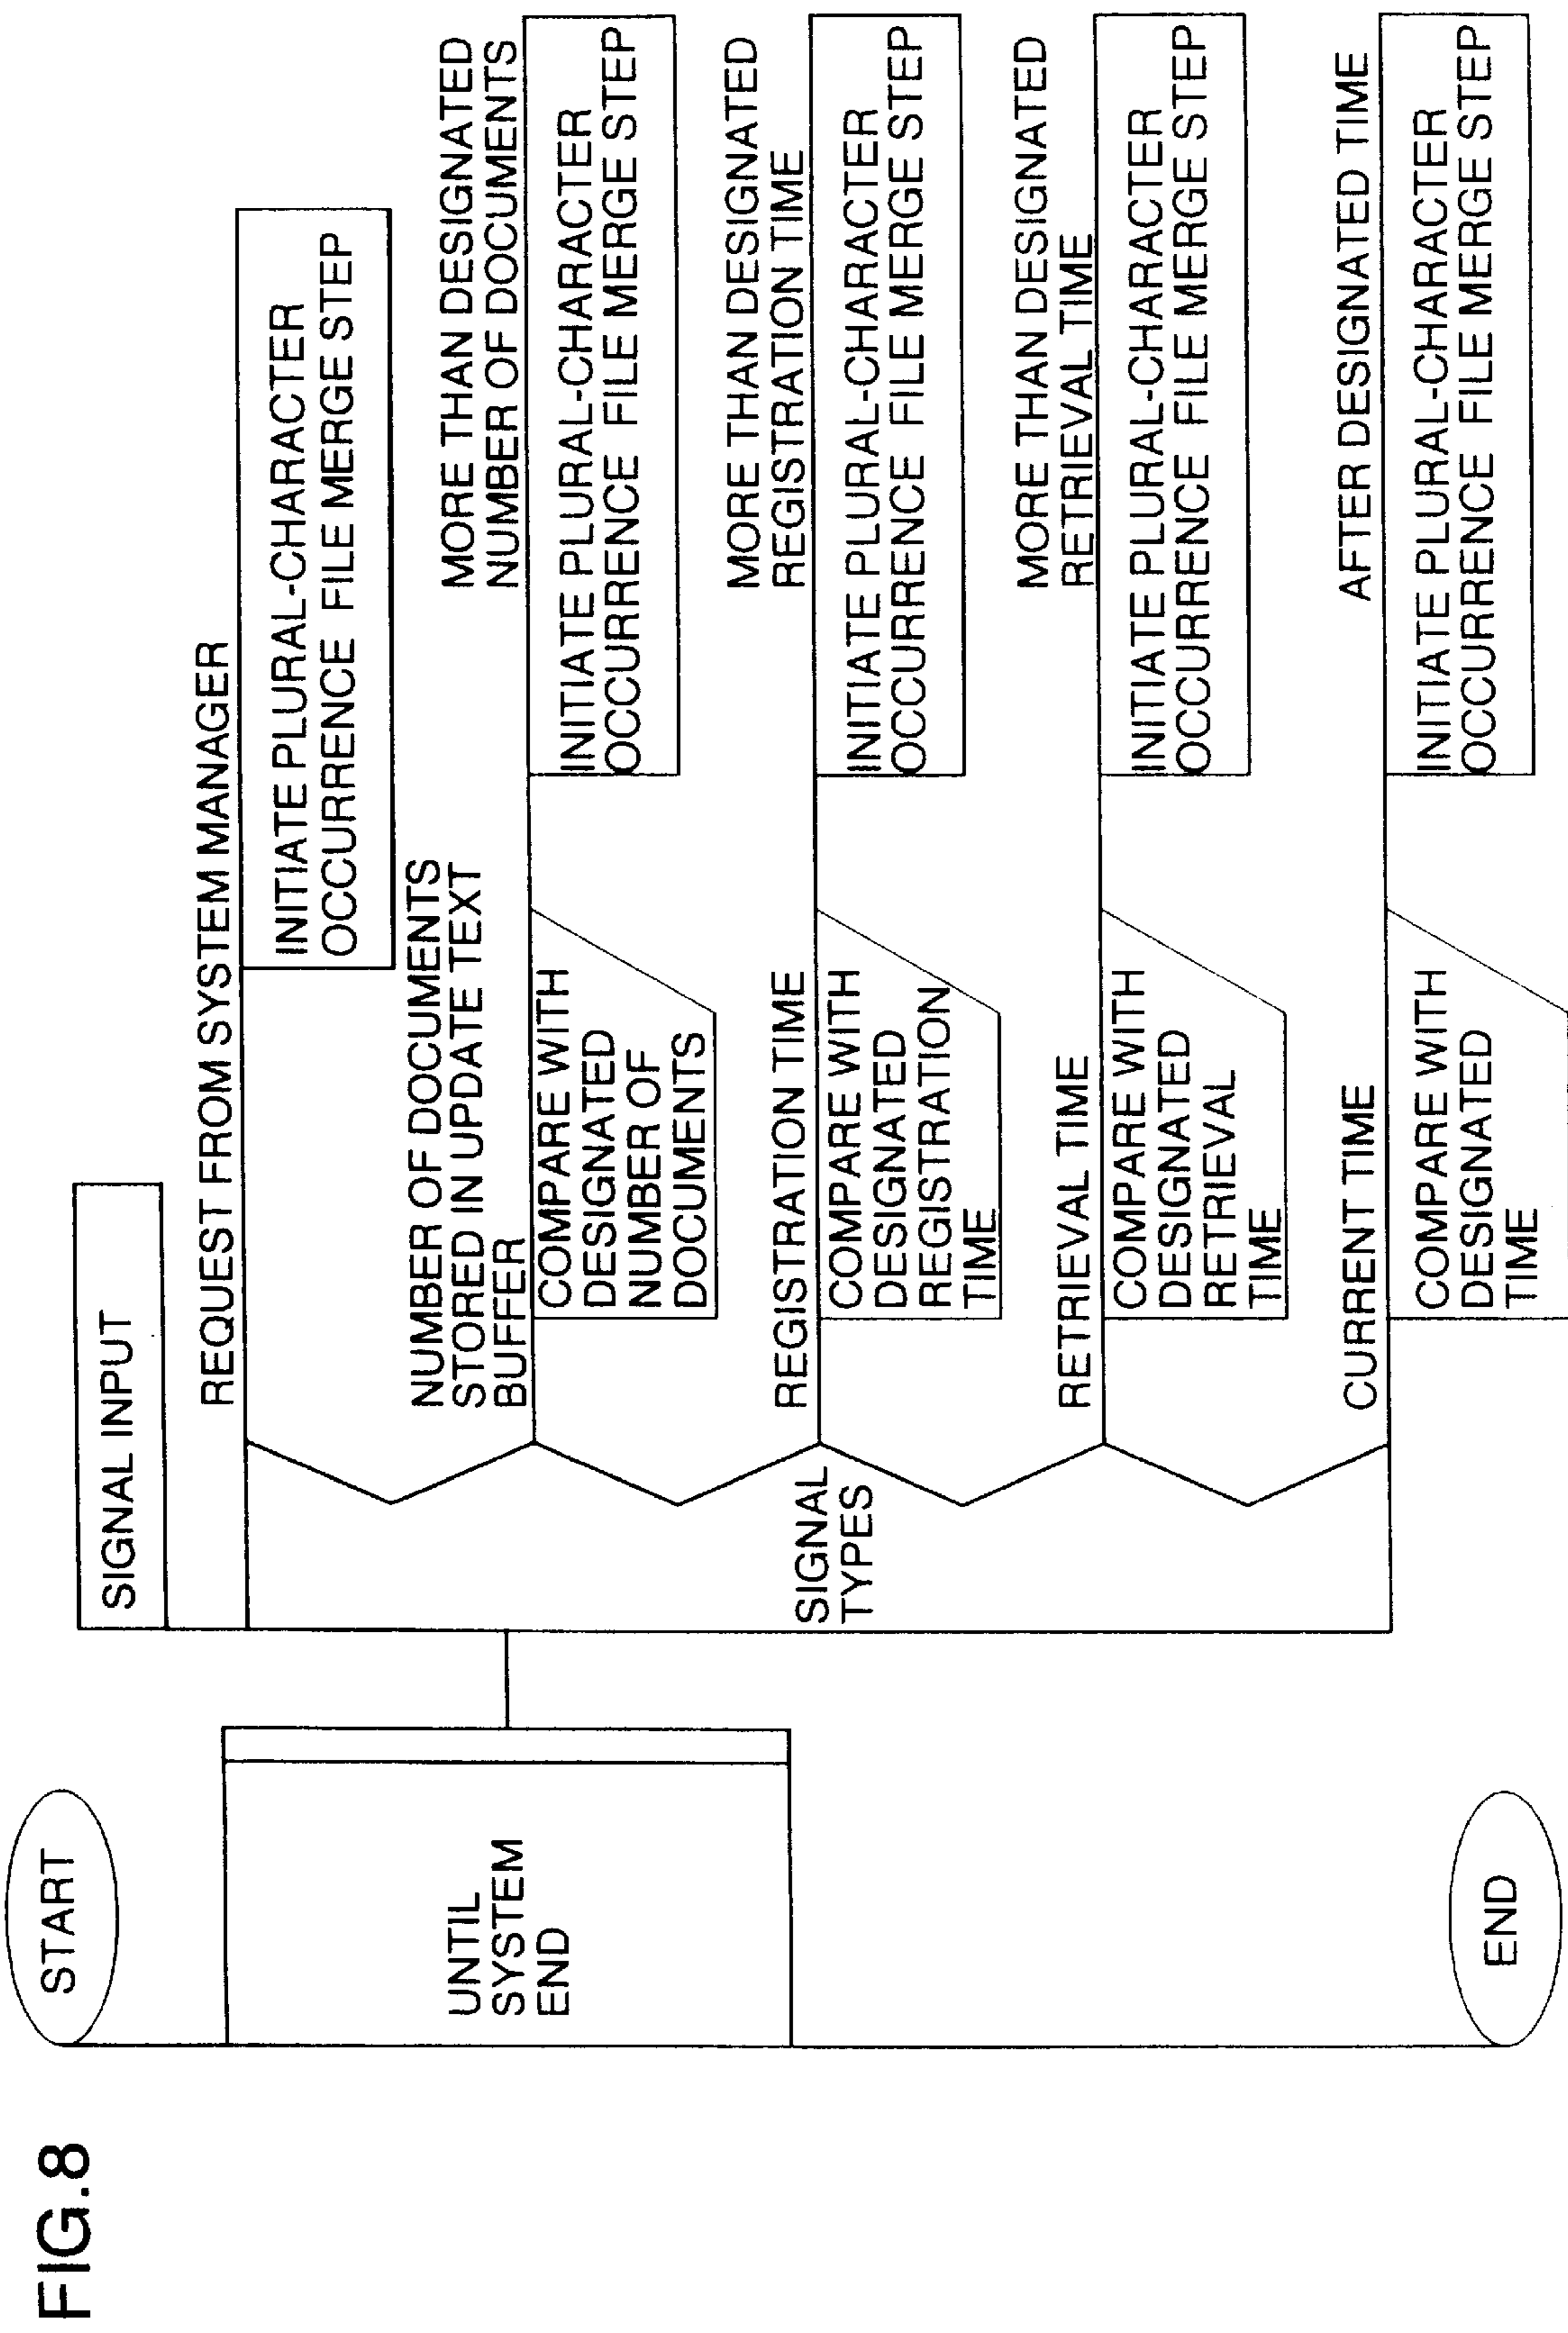 FIG.8
START
UNTIL
SYSTEM
END
END
SIGNAL INPUT
SIGNAL
TYPES
REQUEST FROM SYSTEM MANAGER
INITIATE PLURAL-CHARACTER
OCCURRENCE FILE MERGE STEP
NUMBER OF DOCUMENTS
STORED IN UPDATE TEXT
BUFFER
COMPARE WITH
DESIGNATED
NUMBER OF
DOCUMENTS
MORE THAN DESIGNATED
NUMBER OF DOCUMENTS
INITIATE PLURAL-CHARACTER
OCCURRENCE FILE MERGE STEP
REGISTRATION TIME
COMPARE WITH
DESIGNATED
REGISTRATION
TIME
MORE THAN DESIGNATED
REGISTRATION TIME
INITIATE PLURAL-CHARACTER
OCCURRENCE FILE MERGE STEP
RETRIEVAL TIME
COMPARE WITH
DESIGNATED
RETRIEVAL
TIME
MORE THAN DESIGNATED
RETRIEVAL TIME
INITIATE PLURAL-CHARACTER
OCCURRENCE FILE MERGE STEP
CURRENT TIME
COMPARE WITH
DESIGNATED
TIME
AFTER DESIGNATED TIME
INITIATE PLURAL-CHARACTER
OCCURRENCE FILE MERGE STEP